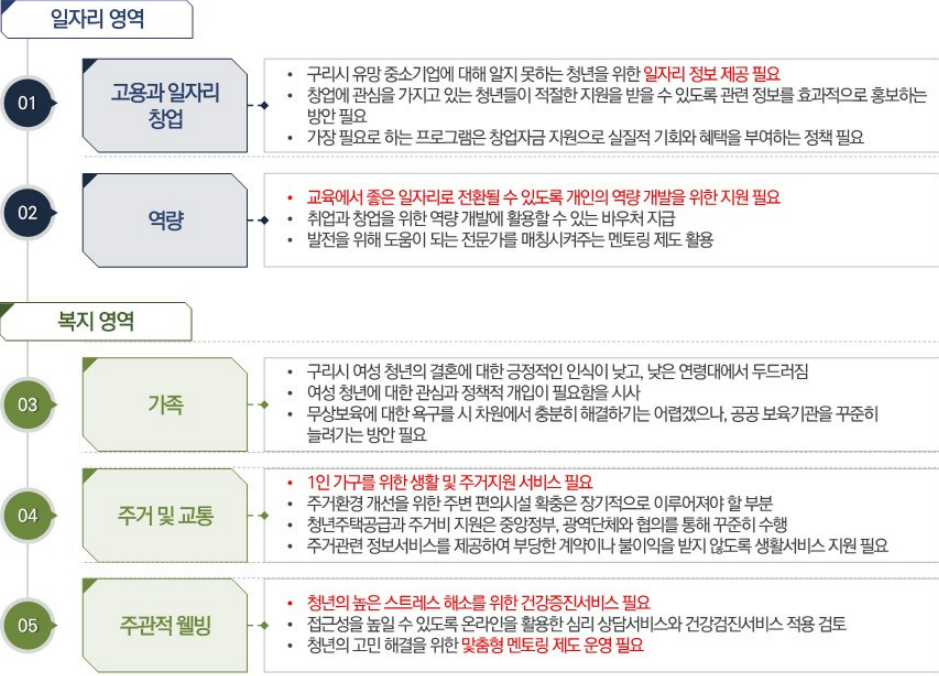 일자리 영역
01
고용과 일자리
창업
• 구리시 유망 중소기업에 대해 알지 못하는 청년을 위한 일자리 정보 제공 필요
• 창업에 관심을 가지고 있는 청년들이 적절한 지원을 받을 수 있도록 관련 정보를 효과적으로 홍보하는
방안 필요
• 가장 필요로 하는 프로그램은 창업자금 지원으로 실질적 기회와 혜택을 부여하는 정책 필요
02
역량
• 교육에서 좋은 일자리로 전환될 수 있도록 개인의 역량 개발을 위한 지원 필요
• 취업과 창업을 위한 역량 개발에 활용할 수 있는 바우처 지급
• 발전을 위해 도움이 되는 전문가를 매칭시켜주는 멘토링 제도 활용
복지 영역
03
가족
• 구리시 여성 청년의 결혼에 대한 긍정적인 인식이 낮고, 낮은 연령대에서 두드러짐
• 여성 청년에 대한 관심과 정책적 개입이 필요함을 시사
• 무상보육에 대한 욕구를 시 차원에서 충분히 해결하기는 어렵겠으나, 공공 보육기관을 꾸준히
늘려가는 방안 필요
04
주거 및 교통
• 1인 가구를 위한 생활 및 주거지원 서비스 필요
• 주거환경 개선을 위한 주변 편의시설 확충은 장기적으로 이루어져야 할 부분
• 청년주택공급과 주거비 지원은 중앙정부, 광역단체와 협의를 통해 꾸준히 수행
• 주거관련 정보서비스를 제공하여 부당한 계약이나 불이익을 받지 않도록 생활서비스 지원 필요
05
주관적 웰빙
• 청년의 높은 스트레스 해소를 위한 건강증진서비스 필요
• 접근성을 높일 수 있도록 온라인을 활용한 심리 상담서비스와 건강검진서비스 적용 검토
• 청년의 고민 해결을 위한 맞춤형 멘토링 제도 운영 필요